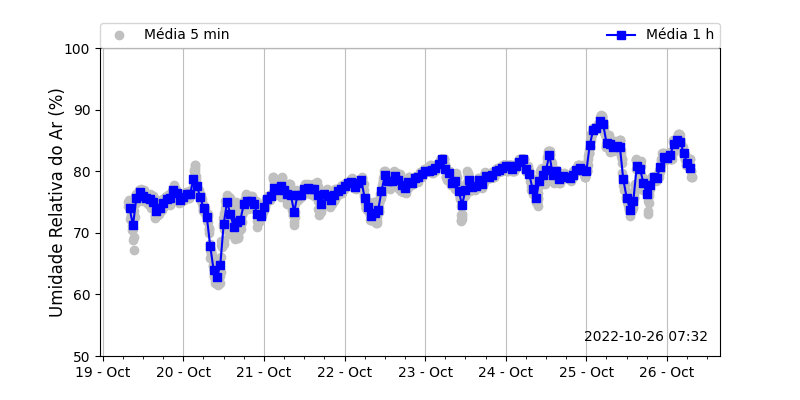 Média 5 min
Média 1 h
Umidade Relativa do Ar (%)
100
90
80
70
60
50
2022-10-26 07:32
19 - Oct
20 - Oct
21 - Oct
22 - Oct
23 - Oct
24 - Oct
25 - Oct
26 - Oct